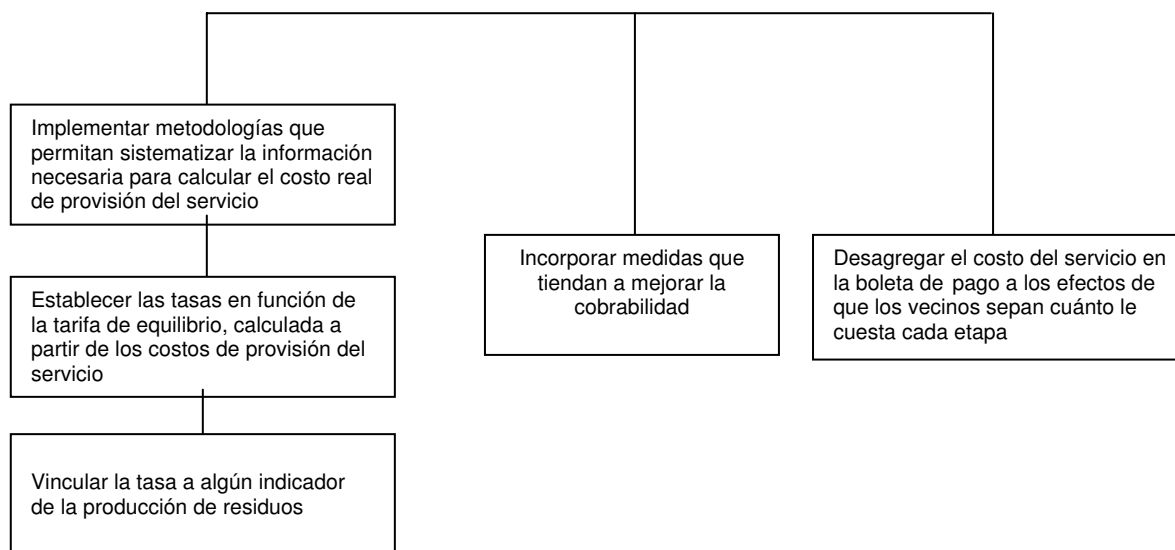 Implementar metodologías que
permitan sistematizar la información
necesaria para calcular el costo real
de provisión del servicio
Establecer las tasas en función de
la tarifa de equilibrio, calculada a
partir de los costos de provisión del
servicio
Vincular la tasa a algún indicador
de la producción de residuos
Incorporar medidas que
tiendan a mejorar la
cobrabilidad
Desagregar el costo del servicio en
la boleta de pago a los efectos de
que los vecinos sepan cuánto le
cuesta cada etapa